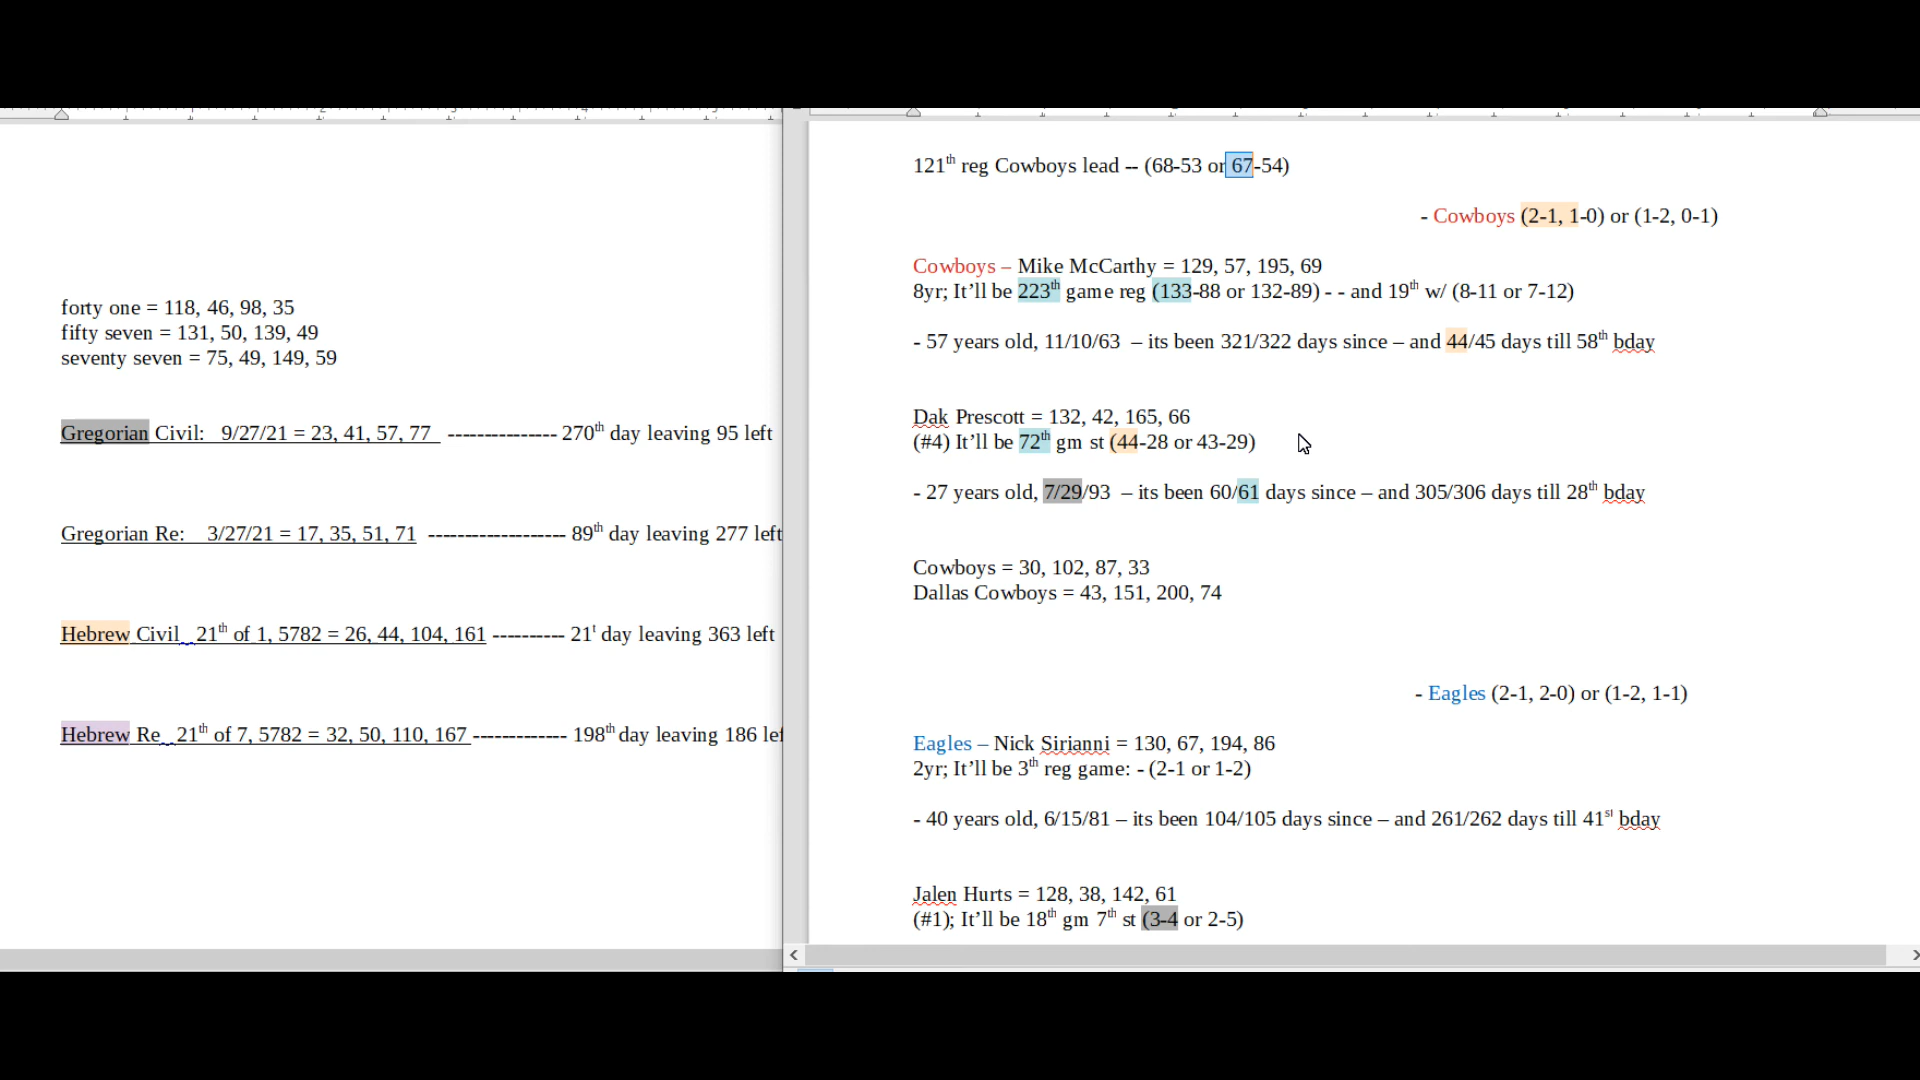 forty one = 118, 46, 98, 35
fifty seven = 131, 50, 139, 49
seventy seven = 75, 49, 149, 59
Gregorian Civil: 9/27/21 = 23, 41, 57, 77 --------------- 270th day leaving 95 left
Gregorian Re: 3/27/21 = 17, 35, 51, 71 ------------------- 89th day leaving 277 left
Hebrew Civil 21th of 1, 5782 = 26, 44, 104, 161 ---------- 21t day leaving 363 left
Hebrew Re 21th of 7, 5782 = 32, 50, 110, 167 ------------- 198th day leaving 186 lef
121th reg Cowboys lead -- (68-53 or 67-54)
- Cowboys (2-1, 1-0) or (1-2, 0-1)
Cowboys – Mike McCarthy = 129, 57, 195, 69
8yr; It’ll be 223th game reg (133-88 or 132-89) - - and 19th w/ (8-11 or 7-12)
- 57 years old, 11/10/63 – its been 321/322 days since – and 44/45 days till 58th bday
Dak Prescott = 132, 42, 165, 66
(#4) It’ll be 72th gm st (44-28 or 43-29)
- 27 years old, 7/29/93 – its been 60/61 days since – and 305/306 days till 28th bday
Cowboys = 30, 102, 87, 33
Dallas Cowboys = 43, 151, 200, 74
- Eagles (2-1, 2-0) or (1-2, 1-1)
Eagles – Nick Sirianni = 130, 67, 194, 86
2yr; It’ll be 3th reg game: - (2-1 or 1-2)
- 40 years old, 6/15/81 – its been 104/105 days since – and 261/262 days till 41st bday
Jalen Hurts = 128, 38, 142, 61
(#1); It’ll be 18th gm 7th st (3-4 or 2-5)